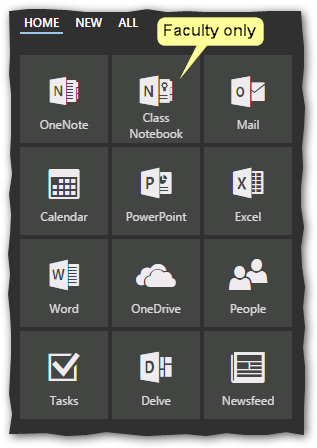 HOME NEW ALL
Faculty only
N
N
O
OneNote
Class
Notebook
Mail
P
X
Calendar
PowerPoint
Excel
W
Word
OneDrive
People
D
Tasks
Delve
Newsfeed